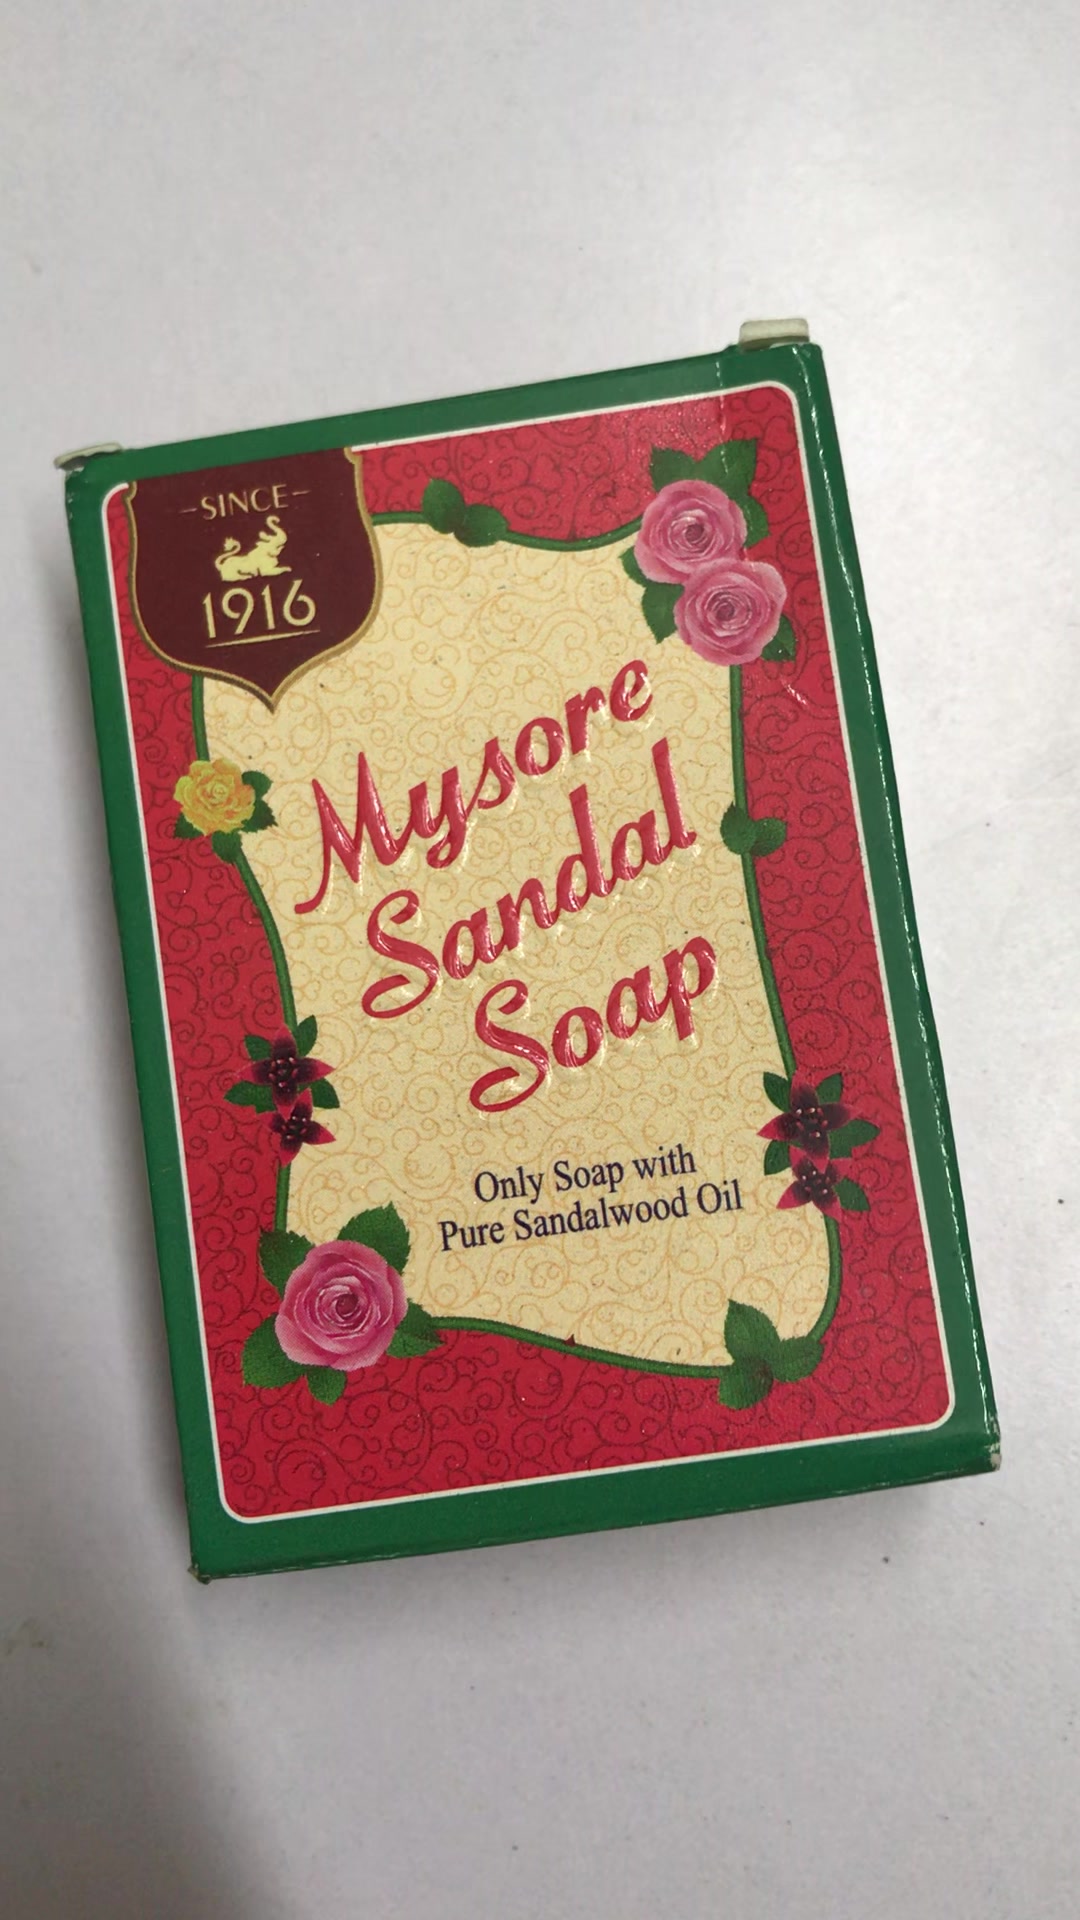 -SINCE-
1916
Mysore
Sandal
Soap
Only Soap with
Pure Sandalwood Oil